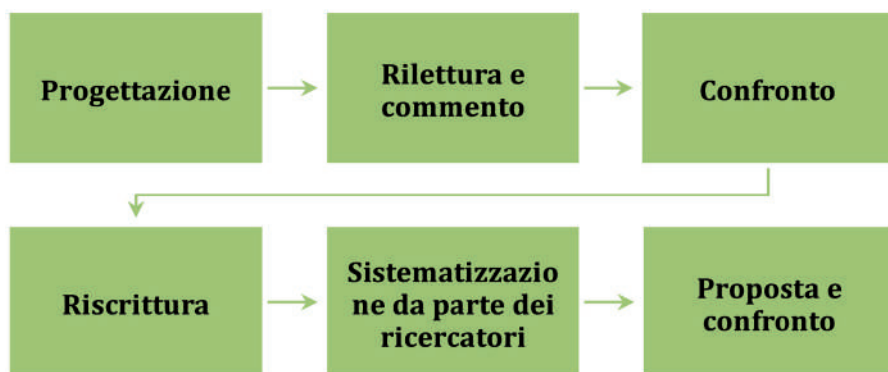 Progettazione
Rilettura e
commento
Confronto
Riscrittura
Sistematizzazio
ne da parte dei
ricercatori
Proposta e
confronto